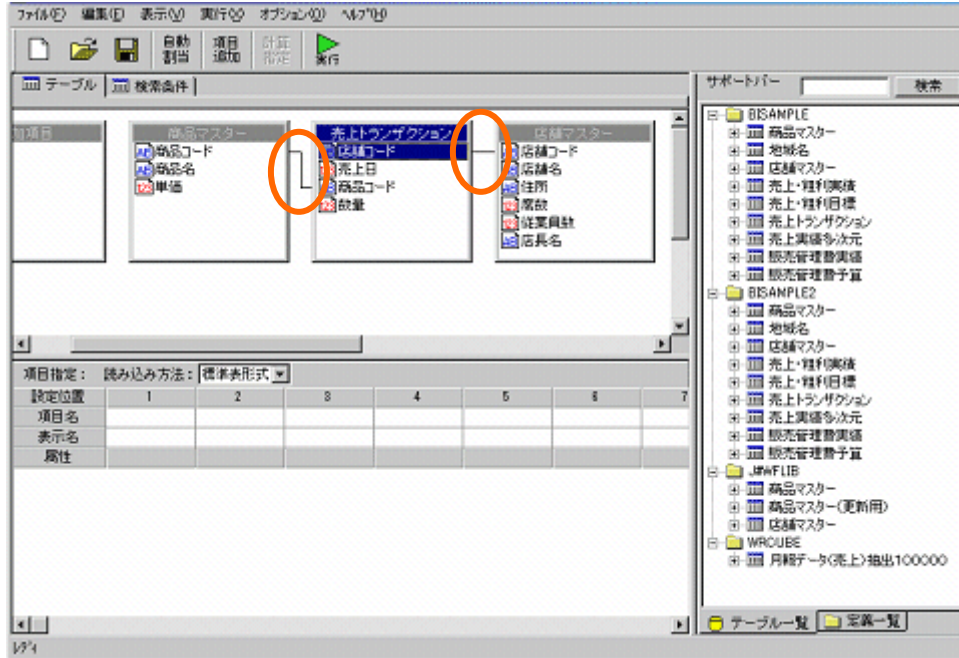 ファイル(F) 編集(E) 表示(V) 実行(X) オプション(O) ヘルプ(H)
自動割当 項目追加 計算指定 実行
テーブル 検索条件
加項目
商品マスター
商品コード
商品名
単価
売上トランザクション
店舗コード
売上日
商品コード
数量
店舗マスター
店舗コード
店舗名
住所
席数
従業員数
店長名
項目指定: 読み込み方法: 標準表形式
設定位置 1 2 3 4 5 6 7
項目名
表示名
属性
サポートバー 検索
BISAMPLE
商品マスター
地域名
店舗マスター
売上・粗利実績
売上・粗利目標
売上トランザクション
売上実績多次元
販売管理費実績
販売管理費予算
BISAMPLE2
商品マスター
地域名
店舗マスター
売上・粗利実績
売上・粗利目標
売上トランザクション
売上実績多次元
販売管理費実績
販売管理費予算
J#WFLIB
商品マスター
商品マスター(更新用)
店舗マスター
WRCUBE
月報データ(売上)抽出100000
テーブル一覧 定義一覧
レディ